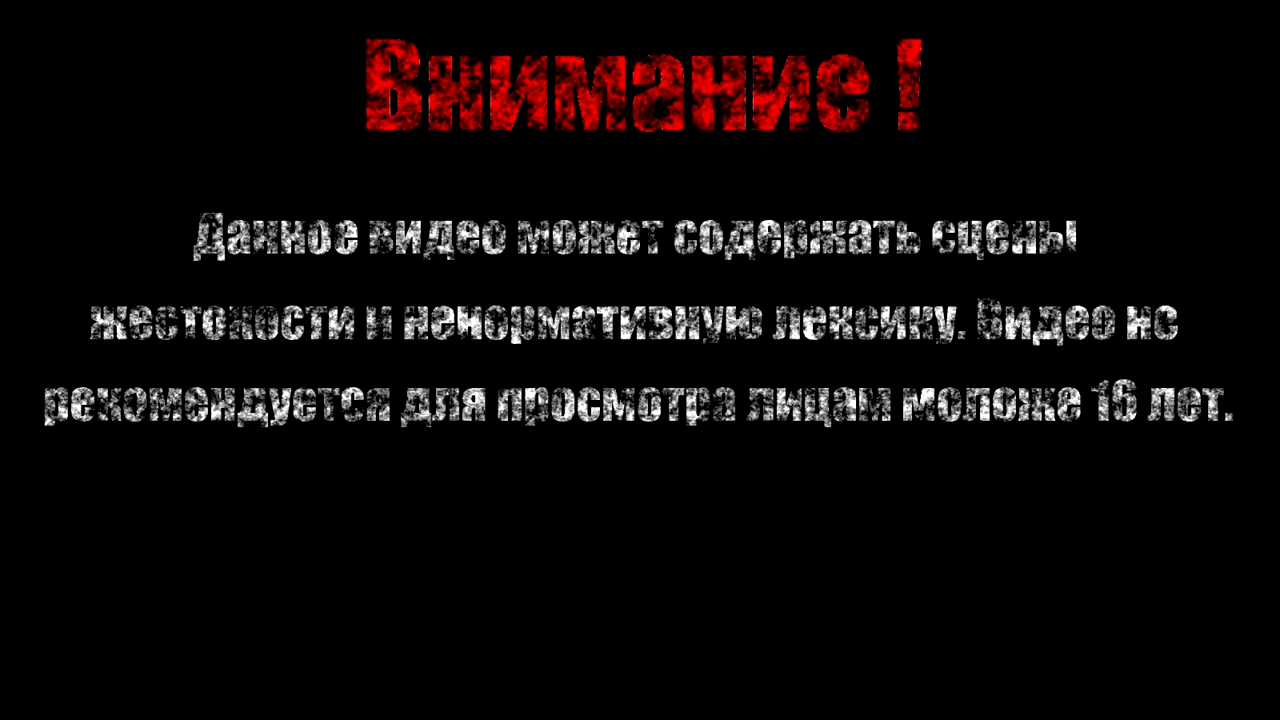 Внимание !
Данное видео может содержать сцены
жестокости и ненормативную лексику. Видео не
рекомендуется для просмотра лицам моложе 16 лет.